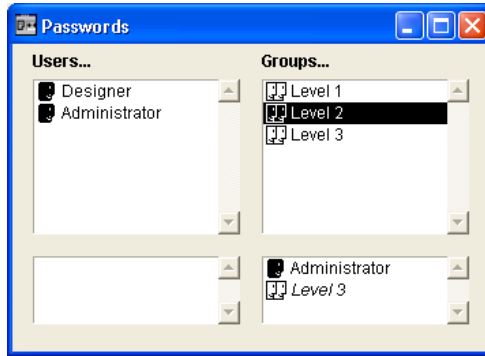 Passwords
Users...
Designer
Administrator
Groups...
Level 1
Level 2
Level 3
Administrator
Level 3